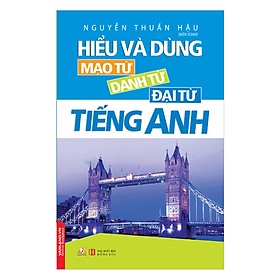 NGUYỄN THUẦN HẬU
HIỂU VÀ DÙNG
MẠO TỪ
DANH TỪ
ĐẠI TỪ
TIẾNG ANH